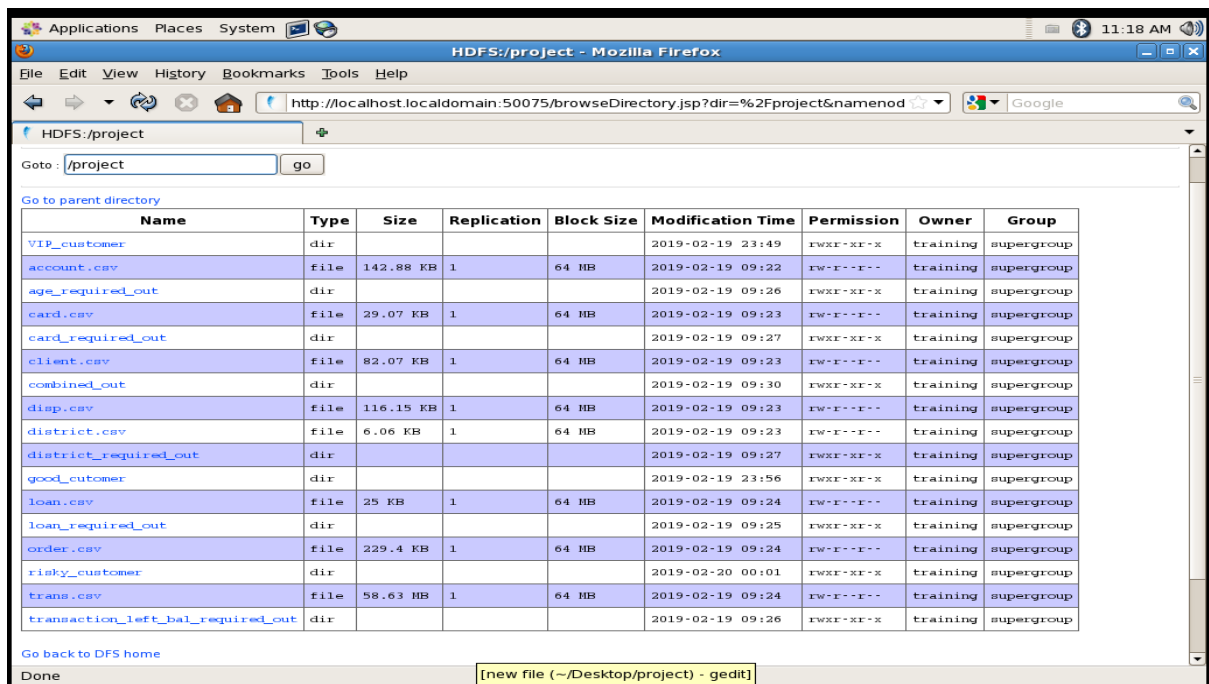 Applications Places System 11:18 AM
HDFS:/project - Mozilla Firefox
File Edit View History Bookmarks Tools Help
http://localhost.localdomain:50075/browseDirectory.jsp?dir=%2Fproject&namenod Google
HDFS:/project
Goto : /project go
Go to parent directory
Name Type Size Replication Block Size Modification Time Permission Owner Group
VIP_customer dir 2019-02-19 23:49 rwxr-xr-x training supergroup
account.csv file 142.88 KB 1 64 MB 2019-02-19 09:22 rw-r--r-- training supergroup
age_required_out dir 2019-02-19 09:26 rwxr-xr-x training supergroup
card.csv file 29.07 KB 1 64 MB 2019-02-19 09:23 rw-r--r-- training supergroup
card_required_out dir 2019-02-19 09:27 rwxr-xr-x training supergroup
client.csv file 82.07 KB 1 64 MB 2019-02-19 09:23 rw-r--r-- training supergroup
combined_out dir 2019-02-19 09:30 rwxr-xr-x training supergroup
disp.csv file 116.15 KB 1 64 MB 2019-02-19 09:23 rw-r--r-- training supergroup
district.csv file 6.06 KB 1 64 MB 2019-02-19 09:23 rw-r--r-- training supergroup
district_required_out dir 2019-02-19 09:27 rwxr-xr-x training supergroup
good_cutomer dir 2019-02-19 23:56 rwxr-xr-x training supergroup
loan.csv file 25 KB 1 64 MB 2019-02-19 09:24 rw-r--r-- training supergroup
loan_required_out dir 2019-02-19 09:25 rwxr-xr-x training supergroup
order.csv file 229.4 KB 1 64 MB 2019-02-19 09:24 rw-r--r-- training supergroup
risky_customer dir 2019-02-20 00:01 rwxr-xr-x training supergroup
trans.csv file 58.63 MB 1 64 MB 2019-02-19 09:24 rw-r--r-- training supergroup
transaction_left_bal_required_out dir 2019-02-19 09:26 rwxr-xr-x training supergroup
Go back to DFS home
Done [new file (~/Desktop/project) - gedit]